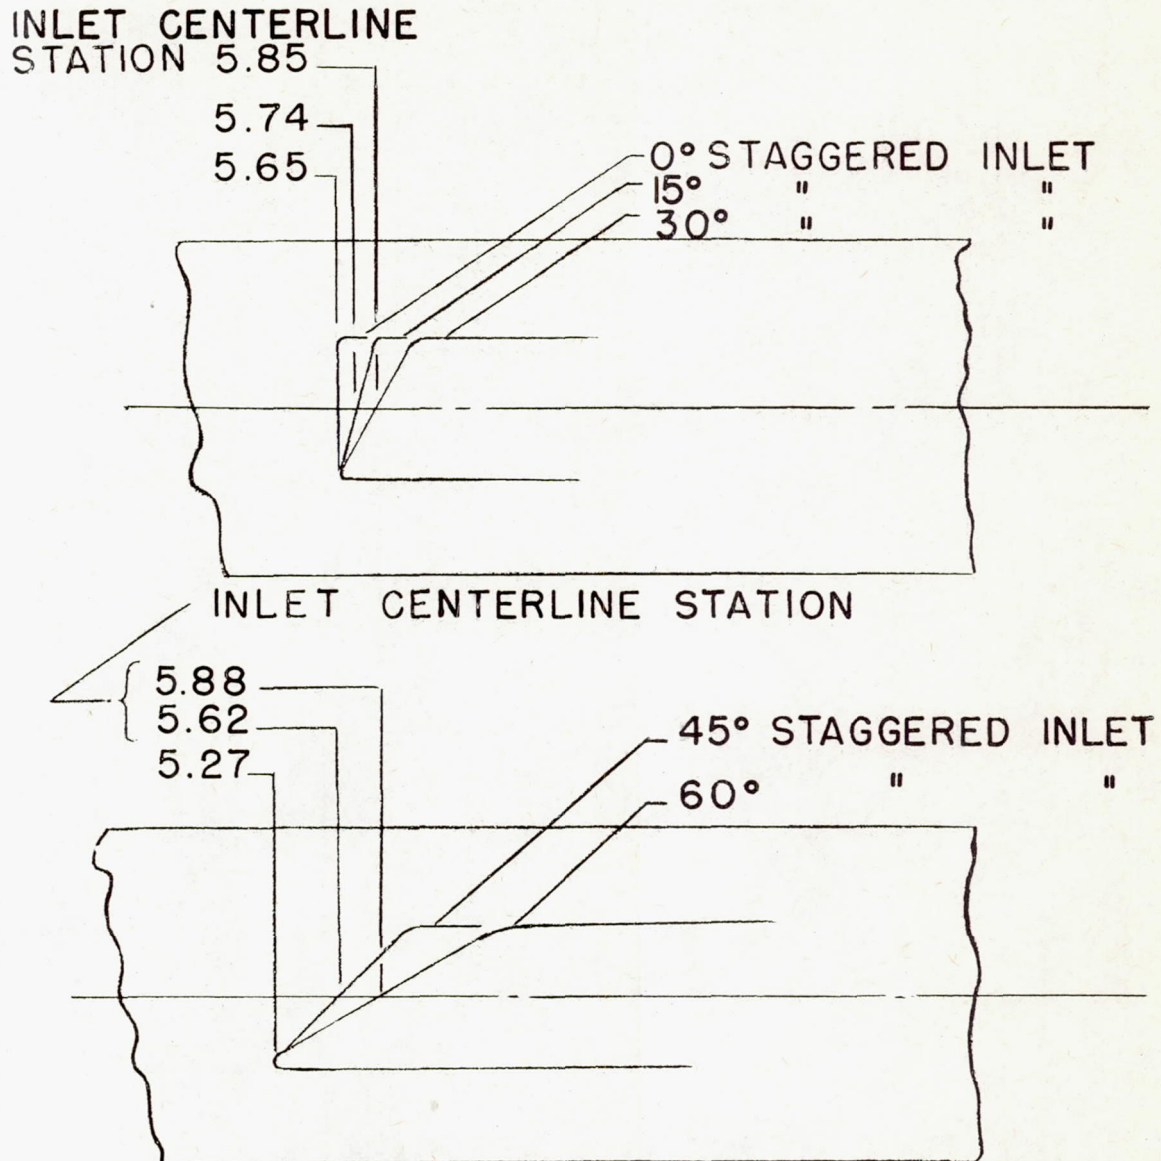 INLET CENTERLINE
STATION 5.85
5.74
5.65
0° STAGGERED INLET
15° " "
30° " "
INLET CENTERLINE STATION
5.88
5.62
5.27
45° STAGGERED INLET
60° " "